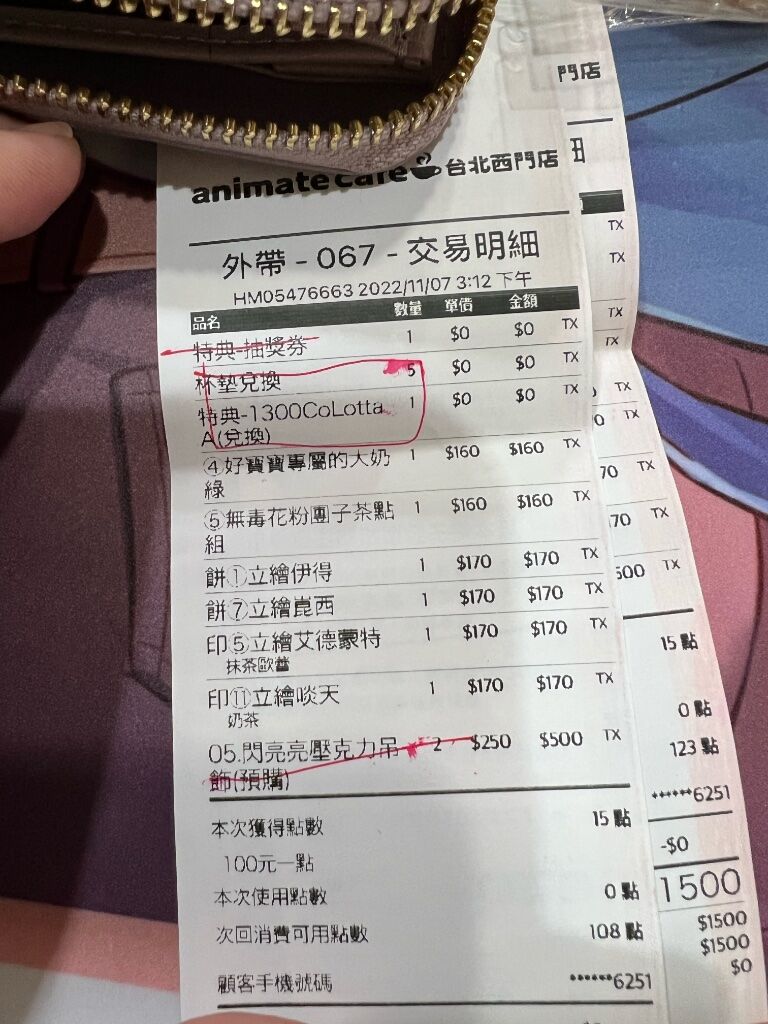 門店
animate cafe 台北西門店
外帶 - 067 - 交易明細
HM05476663 2022/11/07 3:12 下午
品名 數量 單價 金額
特典-抽獎券 1 $0 $0 TX
杯墊兌換 5 $0 $0 TX
特典-1300CoLotta 1 $0 $0 TX
A(兌換)
④好寶寶專屬的大奶 1 $160 $160 TX
綠
⑤無毒花粉團子茶點 1 $160 $160 TX
組
餅①立繪伊得 1 $170 $170 TX
餅⑦立繪崑西 1 $170 $170 TX
印⑤立繪艾德蒙特 1 $170 $170 TX
抹茶歐蕾
印⑪立繪啖天 1 $170 $170 TX
奶茶
05.閃亮亮壓克力吊 2 $250 $500 TX
飾(預購)
本次獲得點數 15 點
100元一點
本次使用點數 0 點
次回消費可用點數 108 點
顧客手機號碼 ******6251
TX
TX
TX
TX
TX
0 TX
70 TX
70 TX
500 TX
15 點
0 點
123 點
******6251
-$0
1500
$1500
$1500
$0